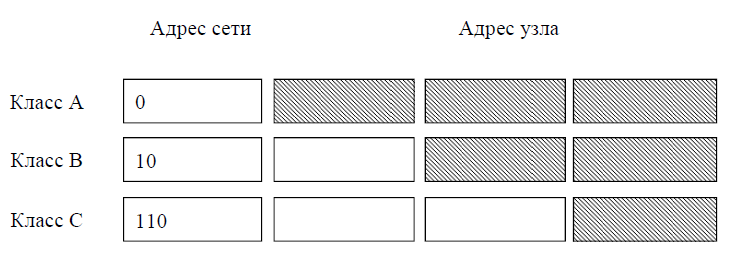 Адрес сети Адрес узла
Класс A 0
Класс B 10
Класс C 110